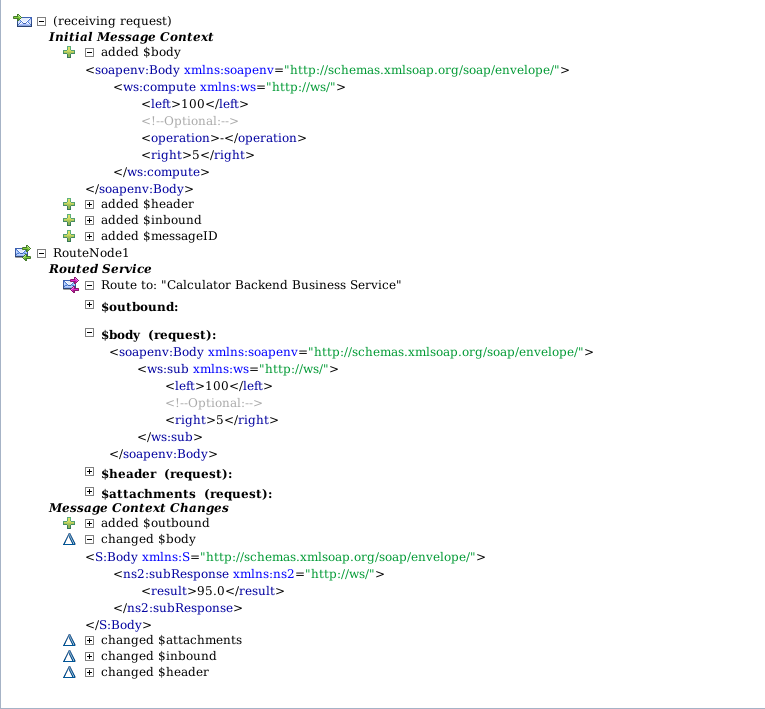 (receiving request)
Initial Message Context
added $body
<soapenv:Body xmlns:soapenv="http://schemas.xmlsoap.org/soap/envelope/">
<ws:compute xmlns:ws="http://ws/">
<left>100</left>
<!--Optional:-->
<operation>-</operation>
<right>5</right>
</ws:compute>
</soapenv:Body>
added $header
added $inbound
added $messageID
RouteNode1
Routed Service
Route to: "Calculator Backend Business Service"
$outbound:
$body (request):
<soapenv:Body xmlns:soapenv="http://schemas.xmlsoap.org/soap/envelope/">
<ws:sub xmlns:ws="http://ws/">
<left>100</left>
<!--Optional:-->
<right>5</right>
</ws:sub>
</soapenv:Body>
$header (request):
$attachments (request):
Message Context Changes
added $outbound
changed $body
<S:Body xmlns:S="http://schemas.xmlsoap.org/soap/envelope/">
<ns2:subResponse xmlns:ns2="http://ws/">
<result>95.0</result>
</ns2:subResponse>
</S:Body>
changed $attachments
changed $inbound
changed $header